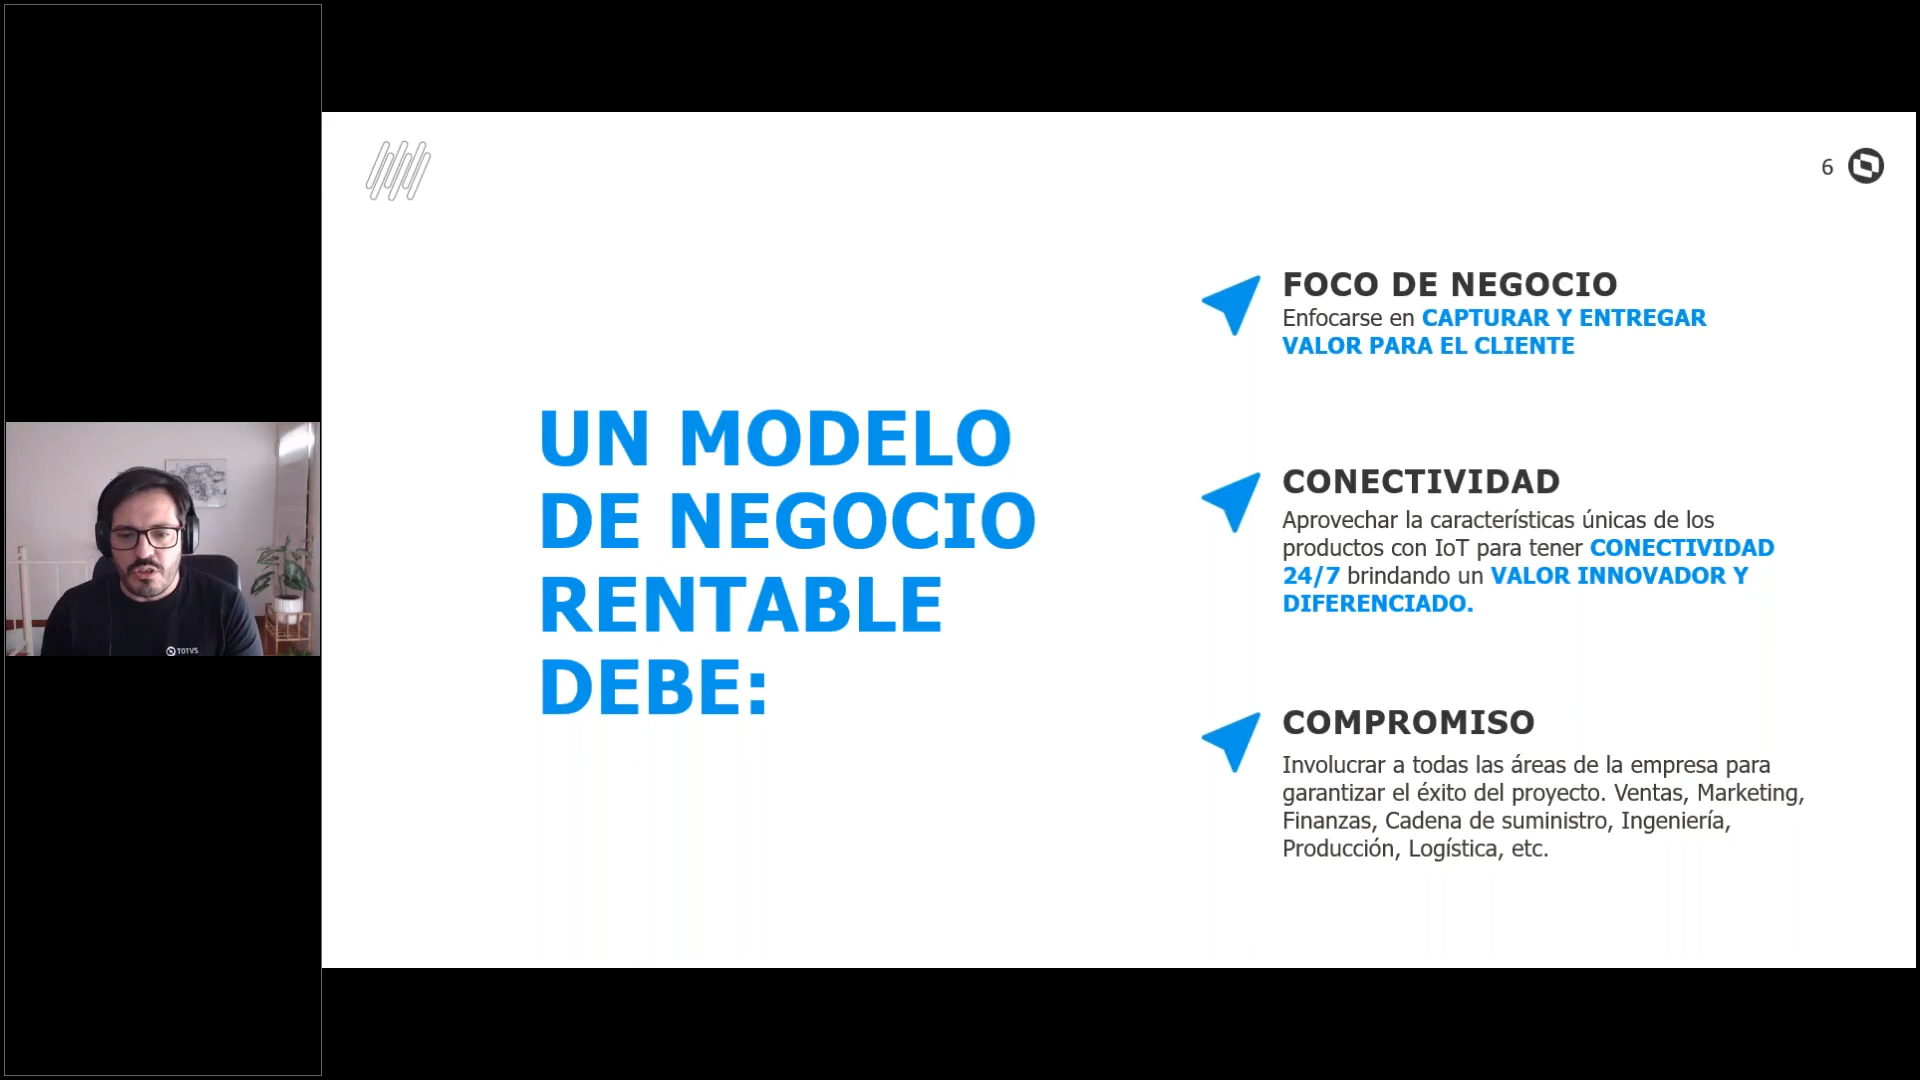 6
UN MODELO
DE NEGOCIO
RENTABLE
DEBE:
FOCO DE NEGOCIO
Enfocarse en CAPTURAR Y ENTREGAR
VALOR PARA EL CLIENTE
CONECTIVIDAD
Aprovechar la características únicas de los
productos con IoT para tener CONECTIVIDAD
24/7 brindando un VALOR INNOVADOR Y
DIFERENCIADO.
COMPROMISO
Involucrar a todas las áreas de la empresa para
garantizar el éxito del proyecto. Ventas, Marketing,
Finanzas, Cadena de suministro, Ingeniería,
Producción, Logística, etc.
TOTVS